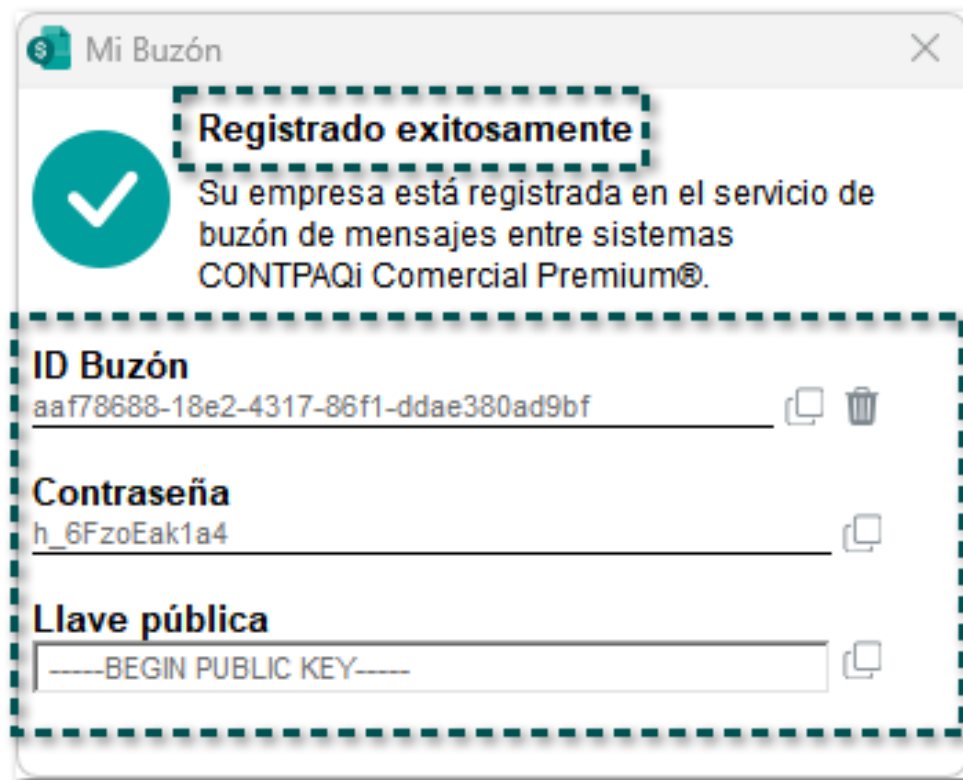 Mi Buzón
Registrado exitosamente
Su empresa está registrada en el servicio de
buzón de mensajes entre sistemas
CONTPAQi Comercial Premium®.
ID Buzón
aaf78688-18e2-4317-86f1-ddae380ad9bf
Contraseña
h_6FzoEak1a4
Llave pública
-----BEGIN PUBLIC KEY-----